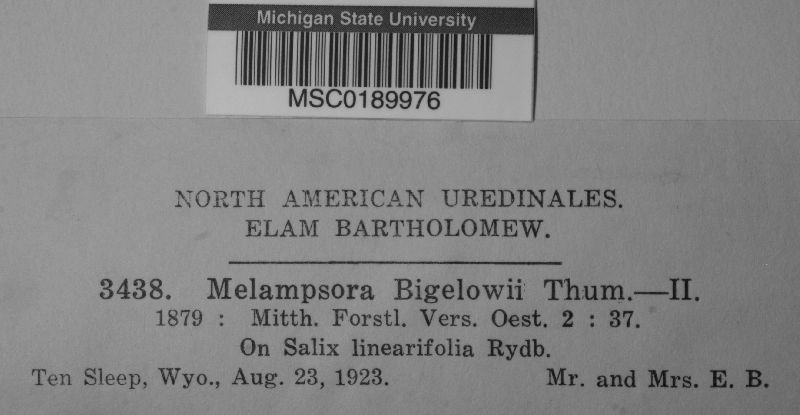 Michigan State University
MSC0189976
NORTH AMERICAN UREDINALES.
ELAM BARTHOLOMEW.
3438. Melampsora Bigelowii Thum.—II.
1879 : Mitth. Forstl. Vers. Oest. 2 : 37.
On Salix linearifolia Rydb.
Ten Sleep, Wyo., Aug. 23, 1923. Mr. and Mrs. E. B.